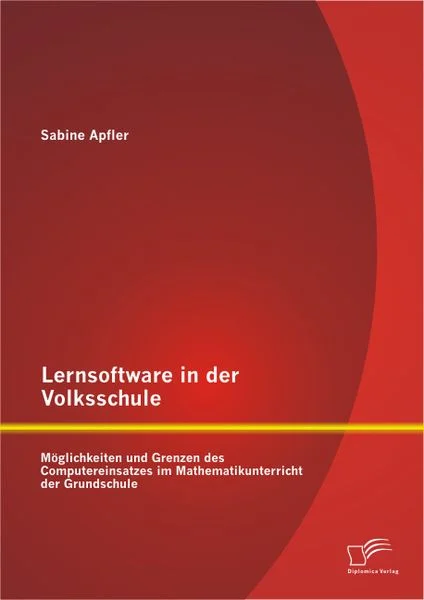 Sabine Apfler
Lernsoftware in der
Volksschule
Möglichkeiten und Grenzen des
Computereinsatzes im Mathematikunterricht
der Grundschule
Diplomica Verlag